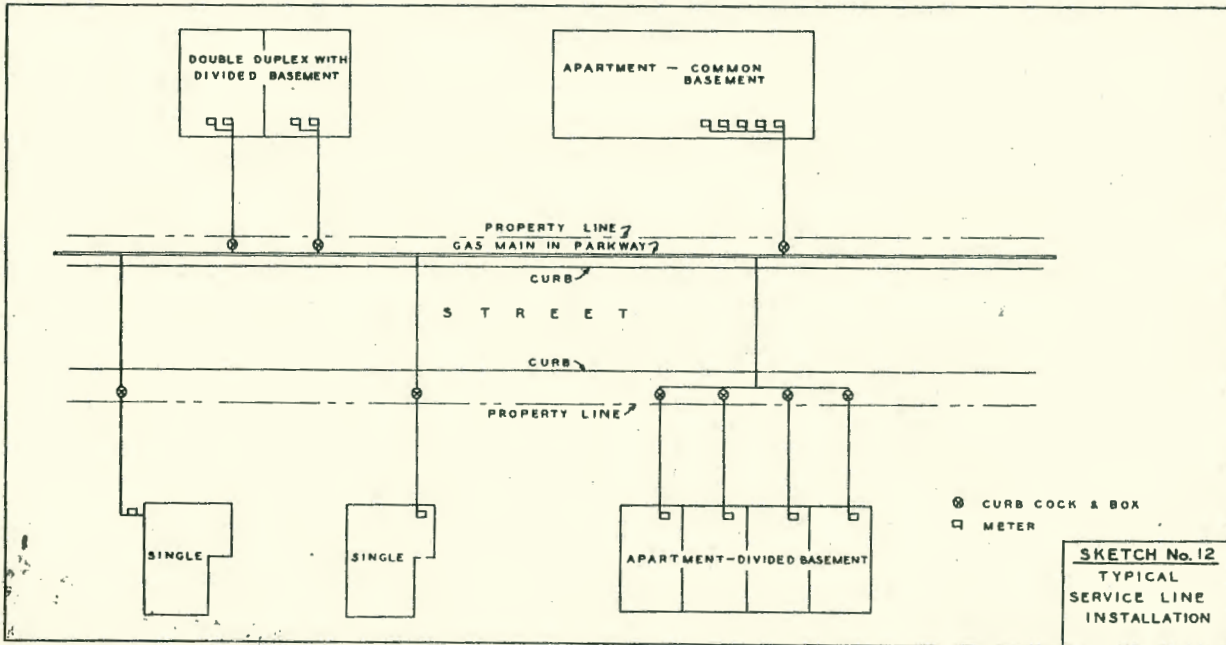 DOUBLE DUPLEX WITH
DIVIDED BASEMENT
APARTMENT — COMMON
BASEMENT
PROPERTY LINE
GAS MAIN IN PARKWAY
CURB
STREET
CURB
PROPERTY LINE
SINGLE
SINGLE
APARTMENT—DIVIDED BASEMENT
CURB COCK & BOX
METER
SKETCH No. 12
TYPICAL
SERVICE LINE
INSTALLATION